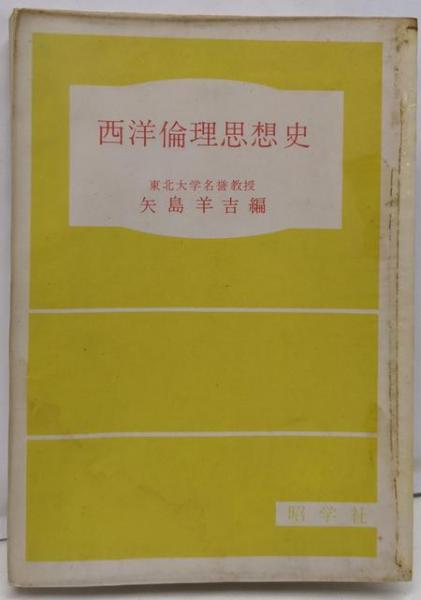 西洋倫理思想史
東北大学名誉教授
矢島羊吉編
昭学社